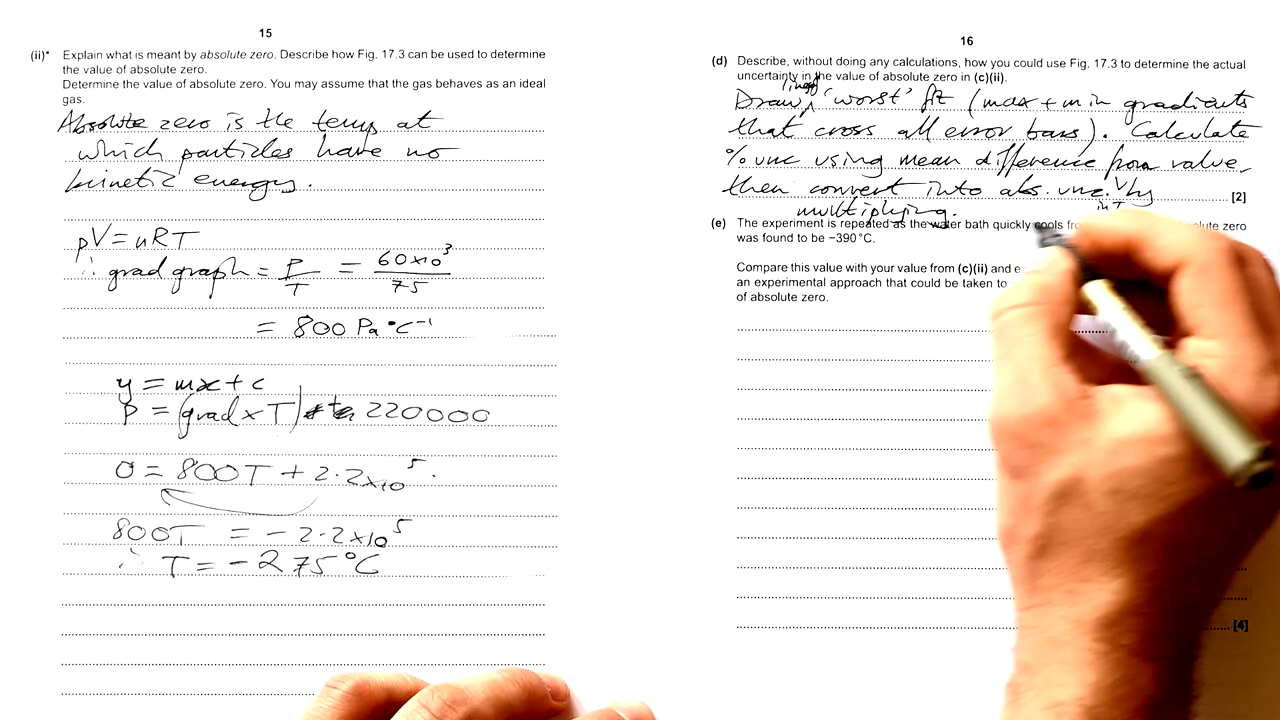 15
(ii)* Explain what is meant by absolute zero. Describe how Fig. 17.3 can be used to determine
the value of absolute zero.
Determine the value of absolute zero. You may assume that the gas behaves as an ideal
gas.
Absolute zero is the temp at
which particles have no
kinetic energy.
pV = nRT
∴ grad graph = P/T = 60×10³/75
= 800 Pa °C⁻¹
y = mx + c
P = (grad × T) 220000
0 = 800T + 2.2×10⁵.
800T = -2.2×10⁵
∴ T = -275°C
16
(d) Describe, without doing any calculations, how you could use Fig. 17.3 to determine the actual
uncertainty in the value of absolute zero in (c)(ii).
lines of
Draw 'worst' fit (max + min gradients
that cross all error bars). Calculate
% unc using mean difference from value,
then convert into abs. unc. by
[2]
in T
multiplying.
(e) The experiment is repeated as the water bath quickly cools absolute zero
was found to be −390 °C.
Compare this value with your value from (c)(ii) and
an experimental approach that could be taken to
of absolute zero.
[4]